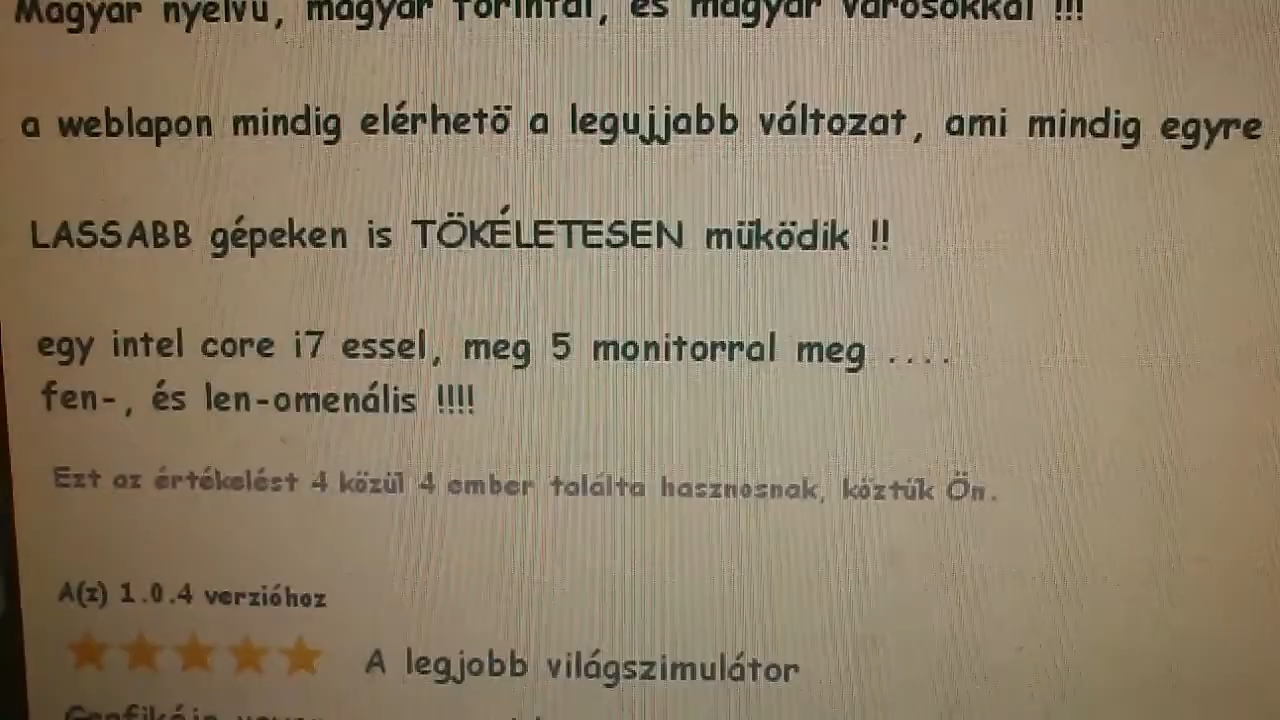 Magyar nyelvű, magyar forinttal, és magyar városokkal !!!
a weblapon mindig elérhetö a legujjabb változat, ami mindig egyre
LASSABB gépeken is TÖKÉLETESEN müködik !!
egy intel core i7 essel, meg 5 monitorral meg ....
fen-, és len-omenális !!!!
Ezt az értékelést 4 közül 4 ember találta hasznosnak, köztük Ön.
A(z) 1.0.4 verzióhoz
A legjobb világszimulátor